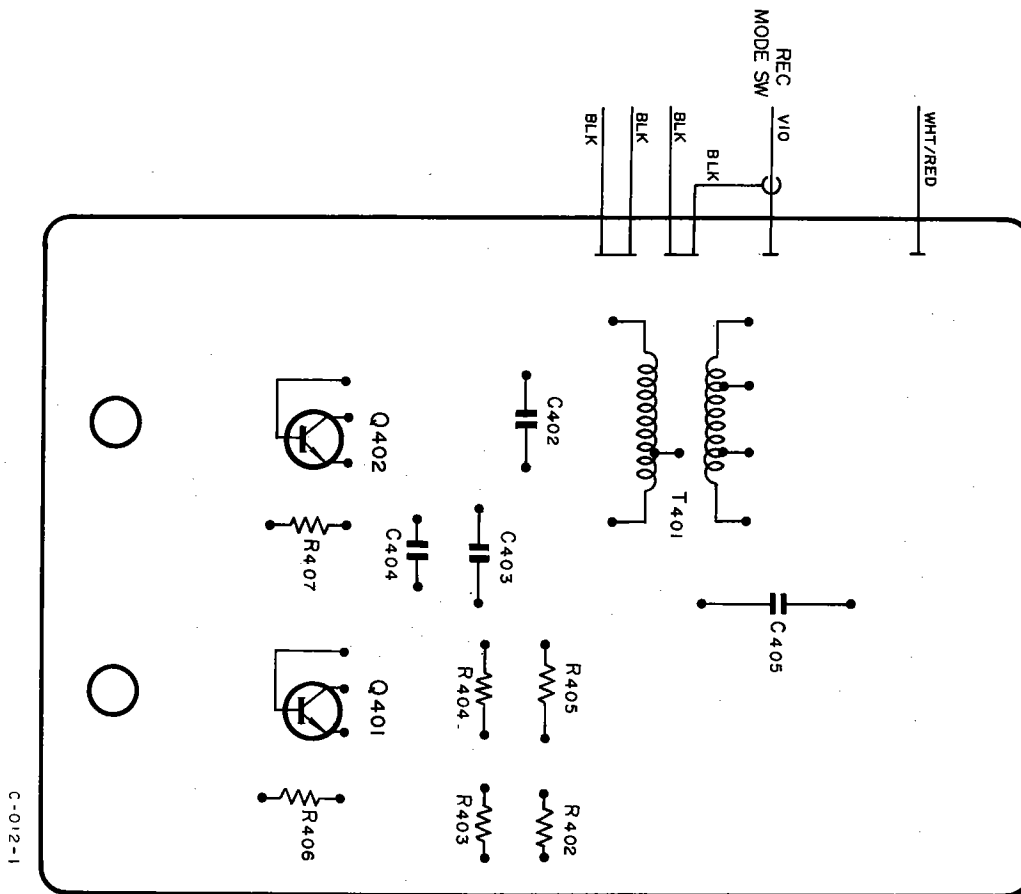 REC
MODE SW
VIO
WHT/RED
BLK
BLK
BLK
BLK
T401
C402
Q402
C403
C404
R407
C405
R405
R404
Q401
R402
R403
R406
C-012-1